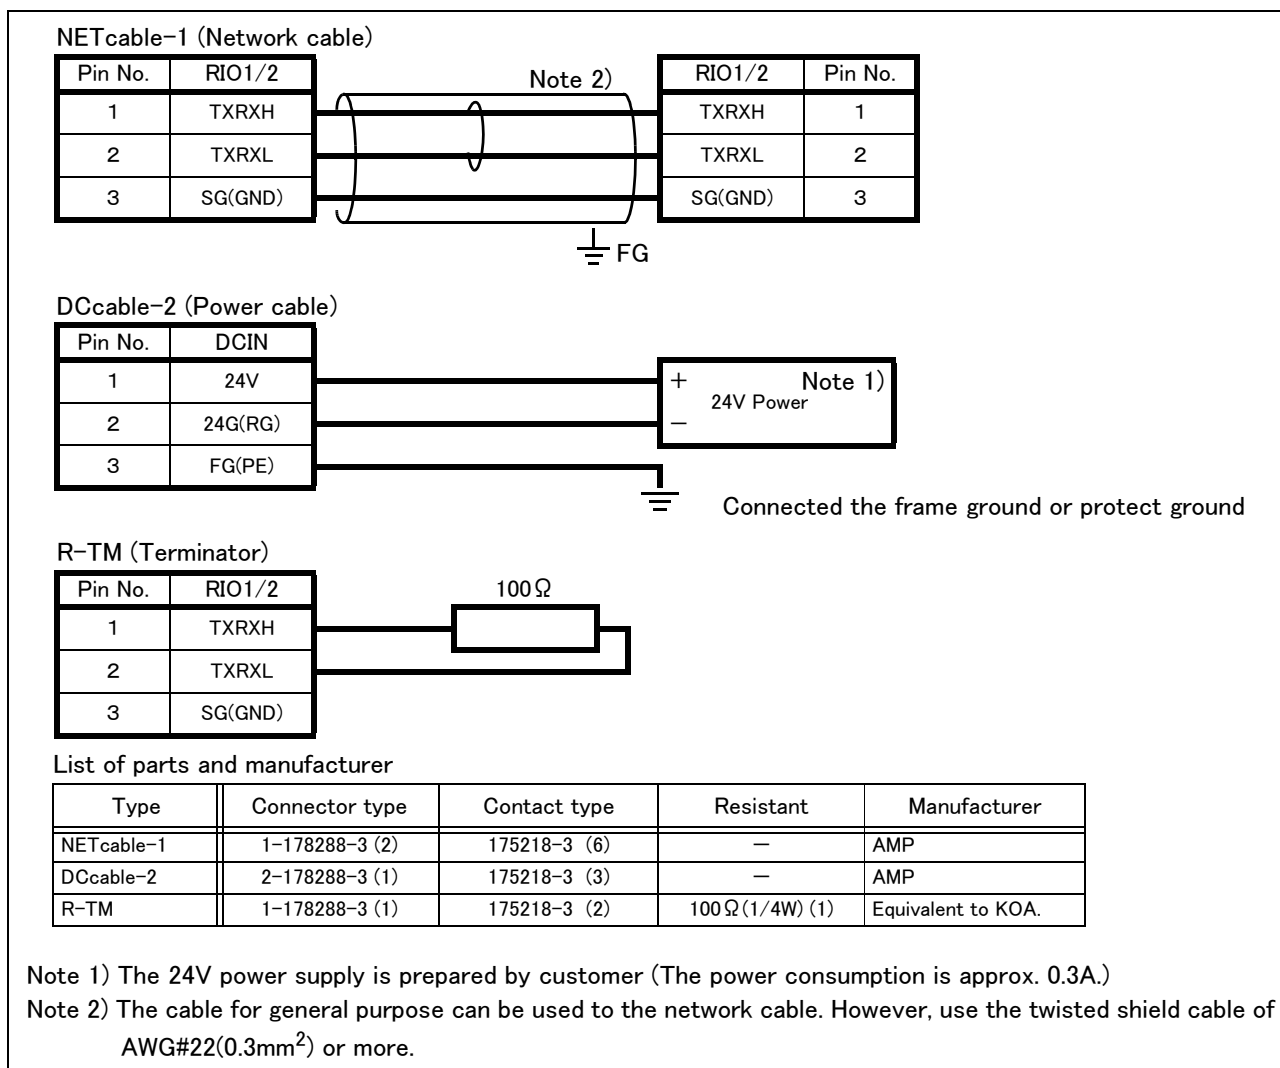 NETcable-1 (Network cable)
Pin No. RIO1/2 Note 2) RIO1/2 Pin No.
1 TXRXH TXRXH 1
2 TXRXL TXRXL 2
3 SG(GND) SG(GND) 3
FG
DCcable-2 (Power cable)
Pin No. DCIN
1 24V + Note 1)
24V Power
2 24G(RG) −
3 FG(PE)
Connected the frame ground or protect ground
R-TM (Terminator)
Pin No. RIO1/2 100Ω
1 TXRXH
2 TXRXL
3 SG(GND)
List of parts and manufacturer
Type Connector type Contact type Resistant Manufacturer
NETcable-1 1-178288-3 (2) 175218-3 (6) − AMP
DCcable-2 2-178288-3 (1) 175218-3 (3) − AMP
R-TM 1-178288-3 (1) 175218-3 (2) 100Ω(1/4W) (1) Equivalent to KOA.
Note 1) The 24V power supply is prepared by customer (The power consumption is approx. 0.3A.)
Note 2) The cable for general purpose can be used to the network cable. However, use the twisted shield cable of
AWG#22(0.3mm²) or more.